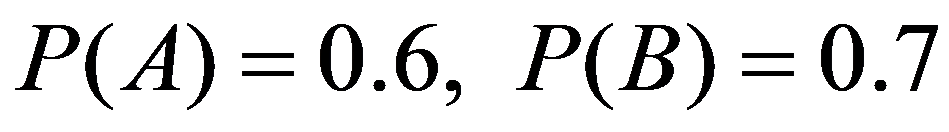 P(A) = 0.6, P(B) = 0.7